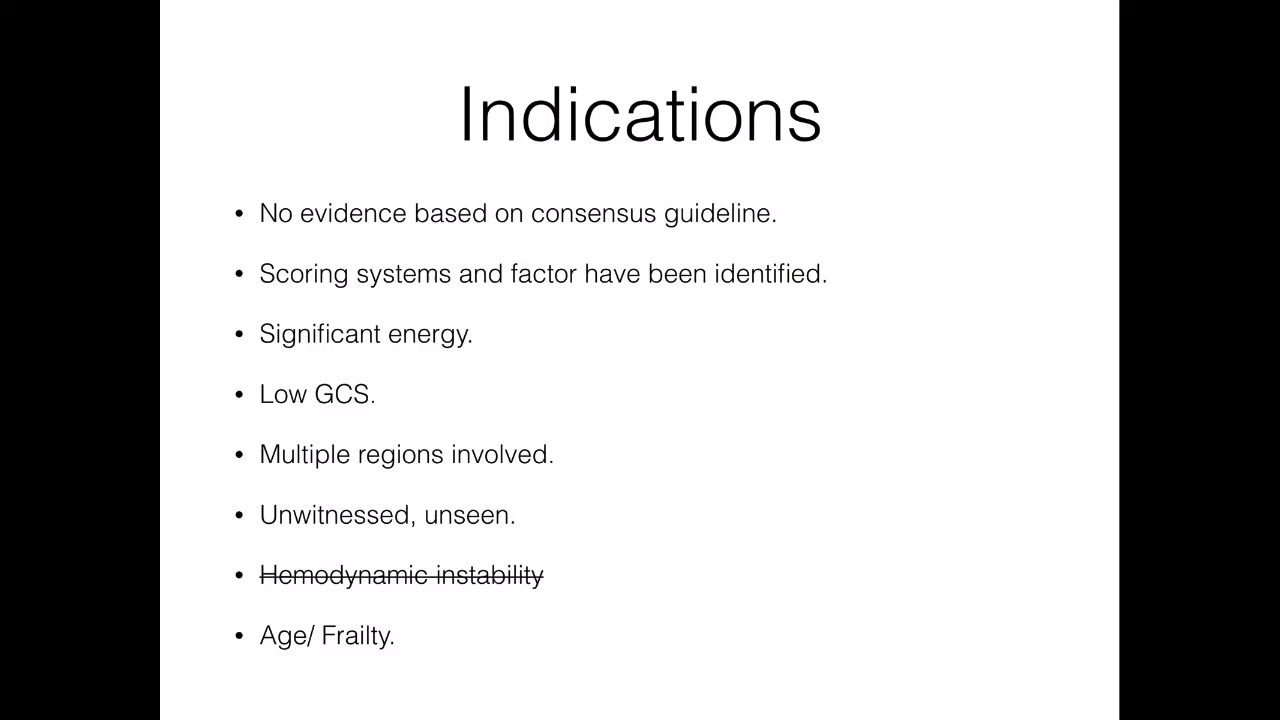 Indications
• No evidence based on consensus guideline.
• Scoring systems and factor have been identified.
• Significant energy.
• Low GCS.
• Multiple regions involved.
• Unwitnessed, unseen.
• Hemodynamic instability
• Age/ Frailty.